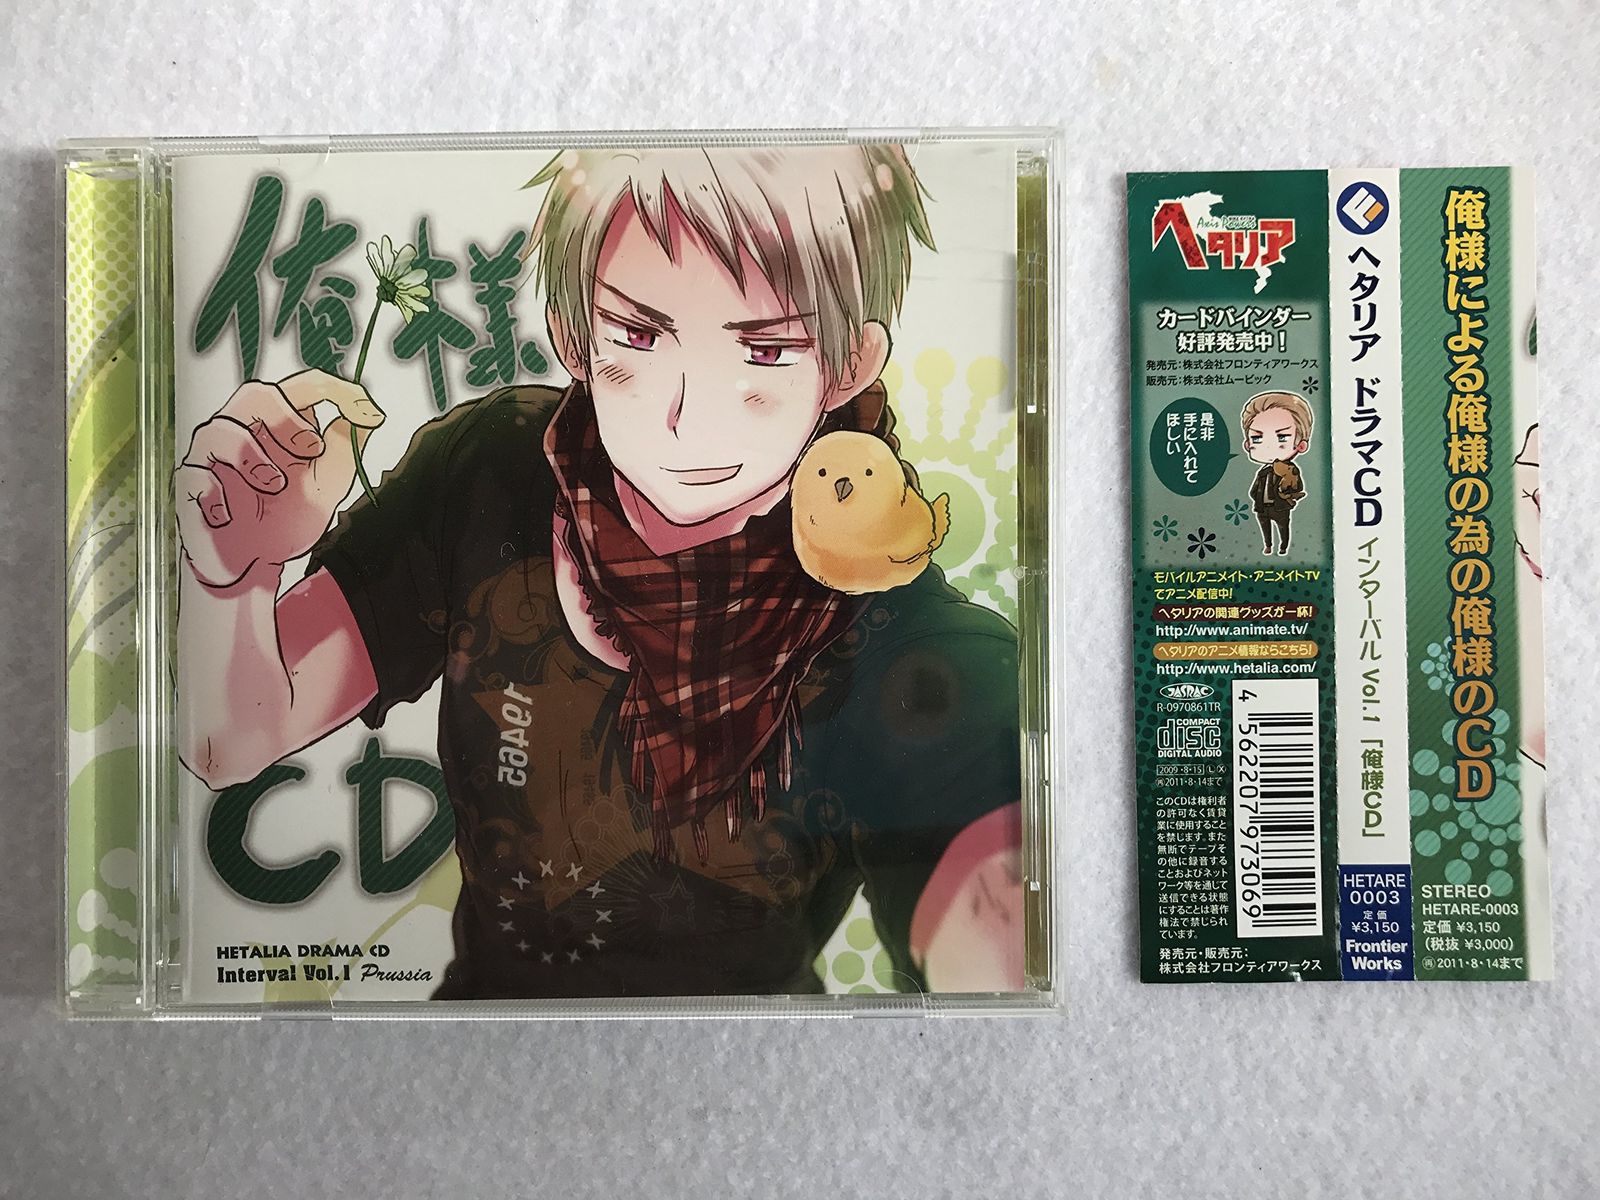 俺様
CD
HETALIA DRAMA CD
Interval Vol.1 Prussia
Axis Powers
ヘタリア
カードバインダー
好評発売中!
発売元:株式会社フロンティアワークス
販売元:株式会社ムービック
是非
手に入れて
ほしい
モバイルアニメイト・アニメイトTV
でアニメ配信中!
ヘタリアの関連グッズが一杯!
http://www.animate.tv/
ヘタリアのアニメ情報ならこちら!
http://www.hetalia.com/
JASRAC
R-0970861TR
COMPACT
disc
DIGITAL AUDIO
2009・8・15 L X
再2011・8・14まで
このCDは権利者
の許可なく賃貸
業に使用すること
を禁じます。また
無断でテープそ
の他に録音する
ことおよびネット
ワーク等を通じて
送信できる状態
にすることは著作
権法で禁じられ
ています。
発売元・販売元:
株式会社フロンティアワークス
4 562207 973069
ヘタリア ドラマCD インターバル Vol.1「俺様CD」
HETARE
0003
定価
¥3,150
Frontier
Works
俺様による俺様の為の俺様のCD
STEREO
HETARE-0003
定価 ¥3,150
(税抜 ¥3,000)
再2011・8・14まで